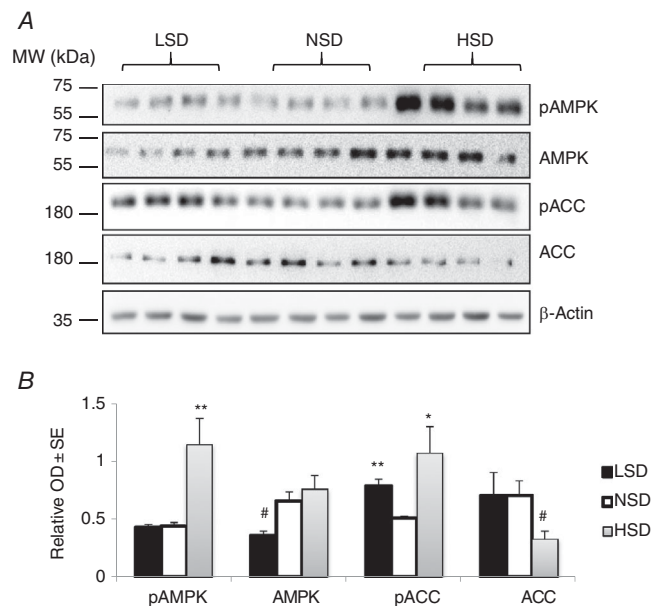 A
LSD NSD HSD
MW (kDa)
75
55
pAMPK
75
55
AMPK
180
pACC
180
ACC
35
β-Actin
B
Relative OD ± SE
1.5
1
0.5
0
**
#
**
*
#
LSD
NSD
HSD
pAMPK AMPK pACC ACC